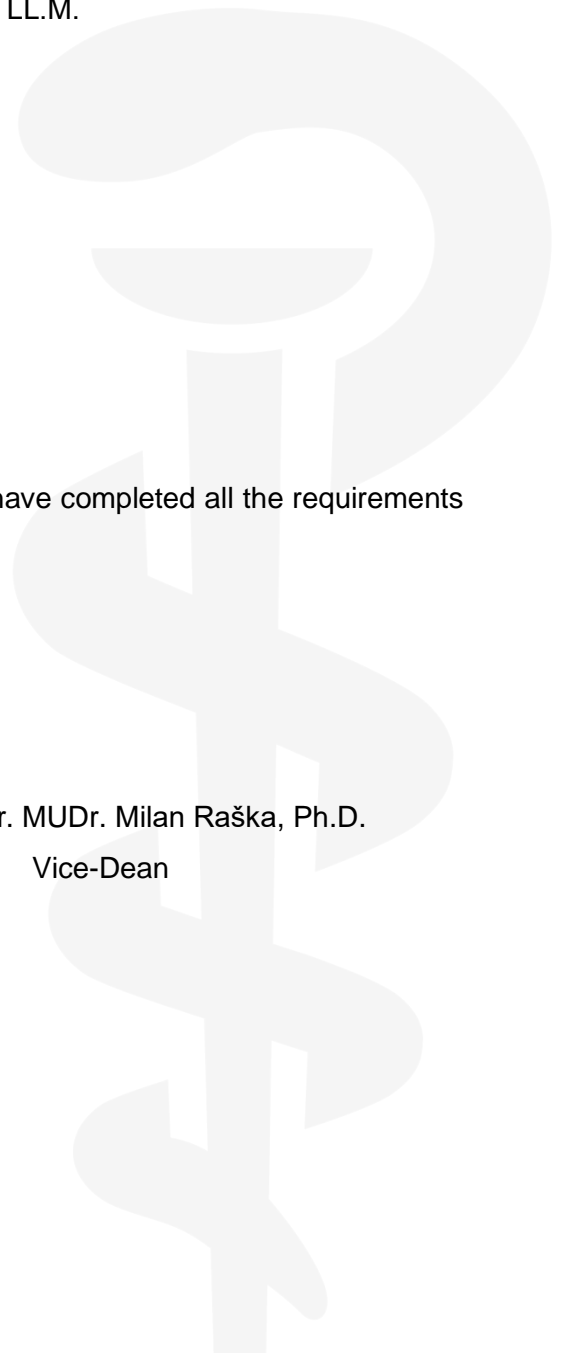 LL.M.
have completed all the requirements
r. MUDr. Milan Raška, Ph.D.
Vice-Dean